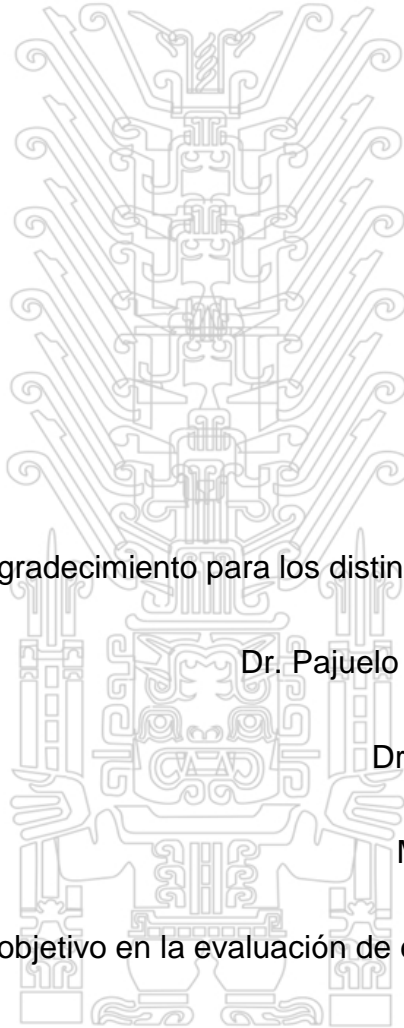 gradecimiento para los distin
Dr. Pajuelo
Dr
M
objetivo en la evaluación de